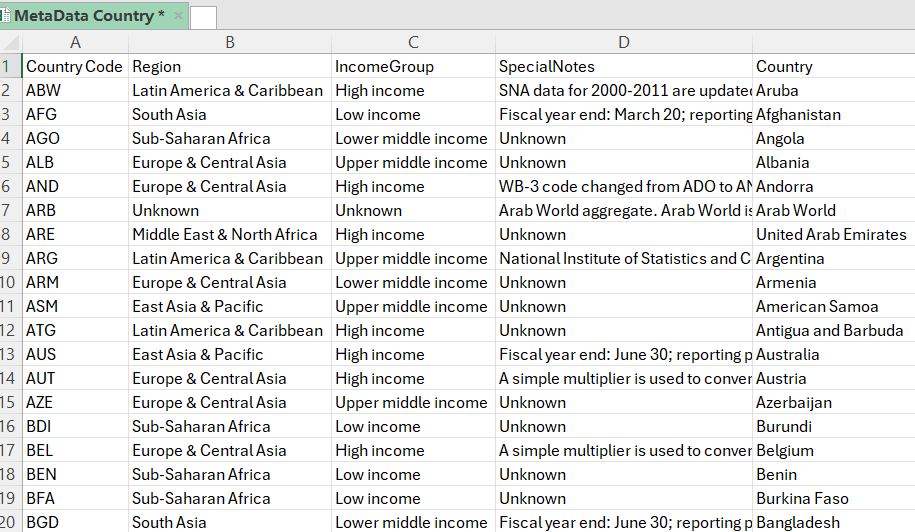 MetaData Country * ×
A B C D
1 Country Code Region IncomeGroup SpecialNotes Country
2 ABW Latin America & Caribbean High income SNA data for 2000-2011 are updated Aruba
3 AFG South Asia Low income Fiscal year end: March 20; reporting Afghanistan
4 AGO Sub-Saharan Africa Lower middle income Unknown Angola
5 ALB Europe & Central Asia Upper middle income Unknown Albania
6 AND Europe & Central Asia High income WB-3 code changed from ADO to AN Andorra
7 ARB Unknown Unknown Arab World aggregate. Arab World is Arab World
8 ARE Middle East & North Africa High income Unknown United Arab Emirates
9 ARG Latin America & Caribbean Upper middle income National Institute of Statistics and C Argentina
10 ARM Europe & Central Asia Lower middle income Unknown Armenia
11 ASM East Asia & Pacific Upper middle income Unknown American Samoa
12 ATG Latin America & Caribbean High income Unknown Antigua and Barbuda
13 AUS East Asia & Pacific High income Fiscal year end: June 30; reporting p Australia
14 AUT Europe & Central Asia High income A simple multiplier is used to conver Austria
15 AZE Europe & Central Asia Upper middle income Unknown Azerbaijan
16 BDI Sub-Saharan Africa Low income Unknown Burundi
17 BEL Europe & Central Asia High income A simple multiplier is used to conver Belgium
18 BEN Sub-Saharan Africa Low income Unknown Benin
19 BFA Sub-Saharan Africa Low income Unknown Burkina Faso
20 BGD South Asia Lower middle income Fiscal year end: June 30; reporting p Bangladesh